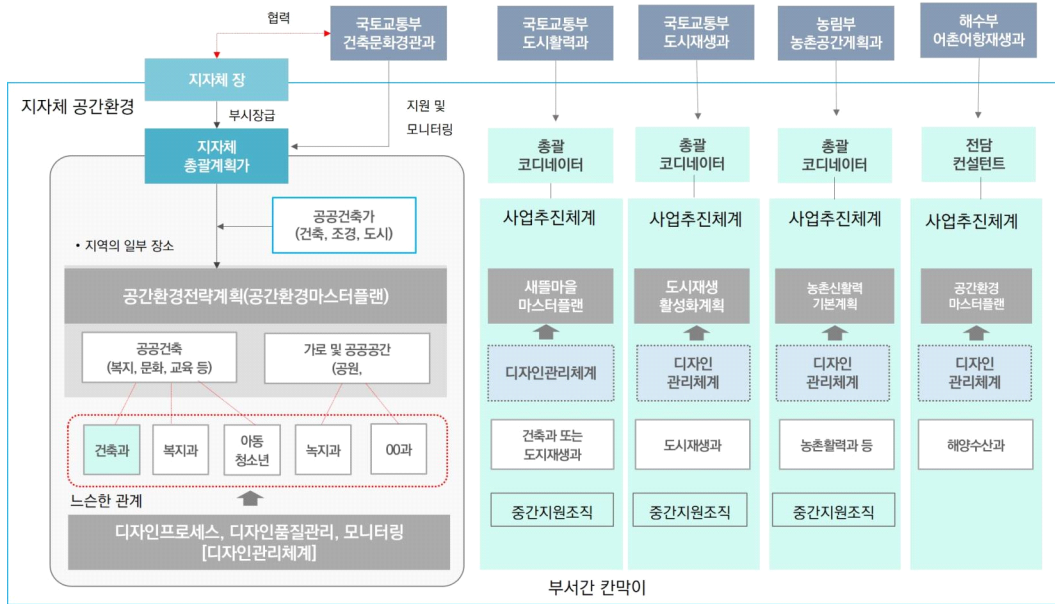 협력
국토교통부
건축문화경관과
국토교통부
도시활력과
국토교통부
도시재생과
농림부
농촌공간계획과
해수부
어촌어항재생과
지자체 장
지자체 공간환경
부시장급
지원 및
모니터링
지자체
총괄계획가
총괄
코디네이터
총괄
코디네이터
총괄
코디네이터
전담
컨설턴트
공공건축가
(건축, 조경, 도시)
• 지역의 일부 장소
사업추진체계
사업추진체계
사업추진체계
사업추진체계
공간환경전략계획(공간환경마스터플랜)
새뜰마을
마스터플랜
도시재생
활성화계획
농촌신활력
기본계획
공간환경
마스터플랜
공공건축
(복지, 문화, 교육 등)
가로 및 공공공간
(공원,
디자인관리체계
디자인
관리체계
디자인
관리체계
디자인
관리체계
건축과
복지과
아동
청소년
녹지과
00과
건축과 또는
도지재생과
도시재생과
농촌활력과 등
해양수산과
느슨한 관계
중간지원조직
중간지원조직
중간지원조직
디자인프로세스, 디자인품질관리, 모니터링
[디자인관리체계]
부서간 칸막이